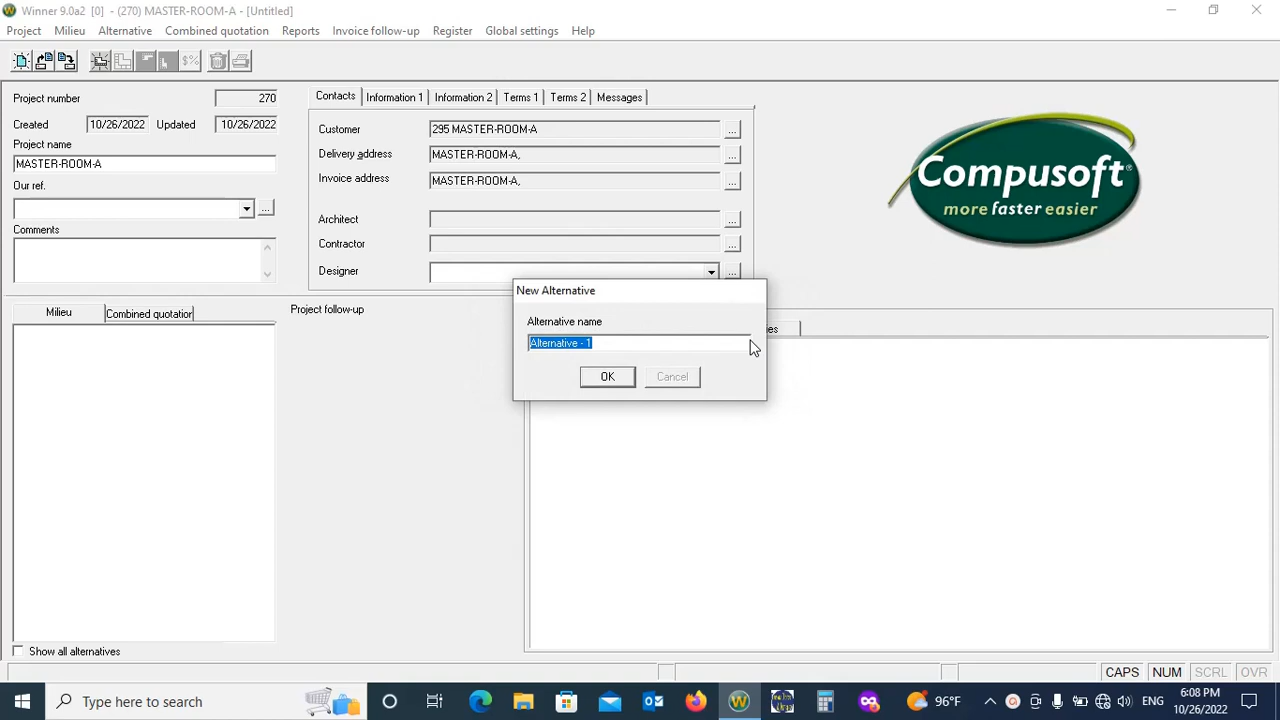 Winner 9.0a2 [0] - (270) MASTER-ROOM-A - [Untitled]
Project Milieu Alternative Combined quotation Reports Invoice follow-up Register Global settings Help
$%
Project number 270
Created 10/26/2022 Updated 10/26/2022
Project name
MASTER-ROOM-A
Our ref.
...
Comments
Contacts Information 1 Information 2 Terms 1 Terms 2 Messages
Customer 295 MASTER-ROOM-A ...
Delivery address MASTER-ROOM-A, ...
Invoice address MASTER-ROOM-A, ...
Architect ...
Contractor ...
Designer ...
Compusoft
more faster easier
Milieu Combined quotation
Project follow-up
New Alternative
Alternative name
Alternative - 1
OK Cancel
Show all alternatives
CAPS NUM SCRL OVR
Type here to search
96°F
ENG
6:08 PM
10/26/2022